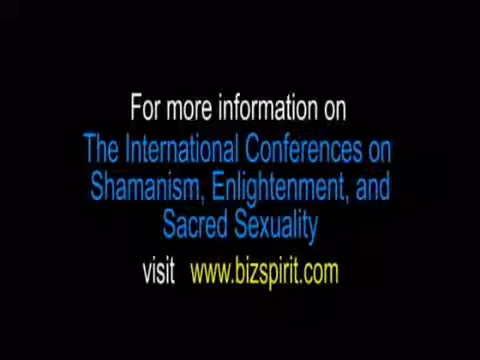 For more information on
The International Conferences on
Shamanism, Enlightenment, and
Sacred Sexuality
visit www.bizspirit.com